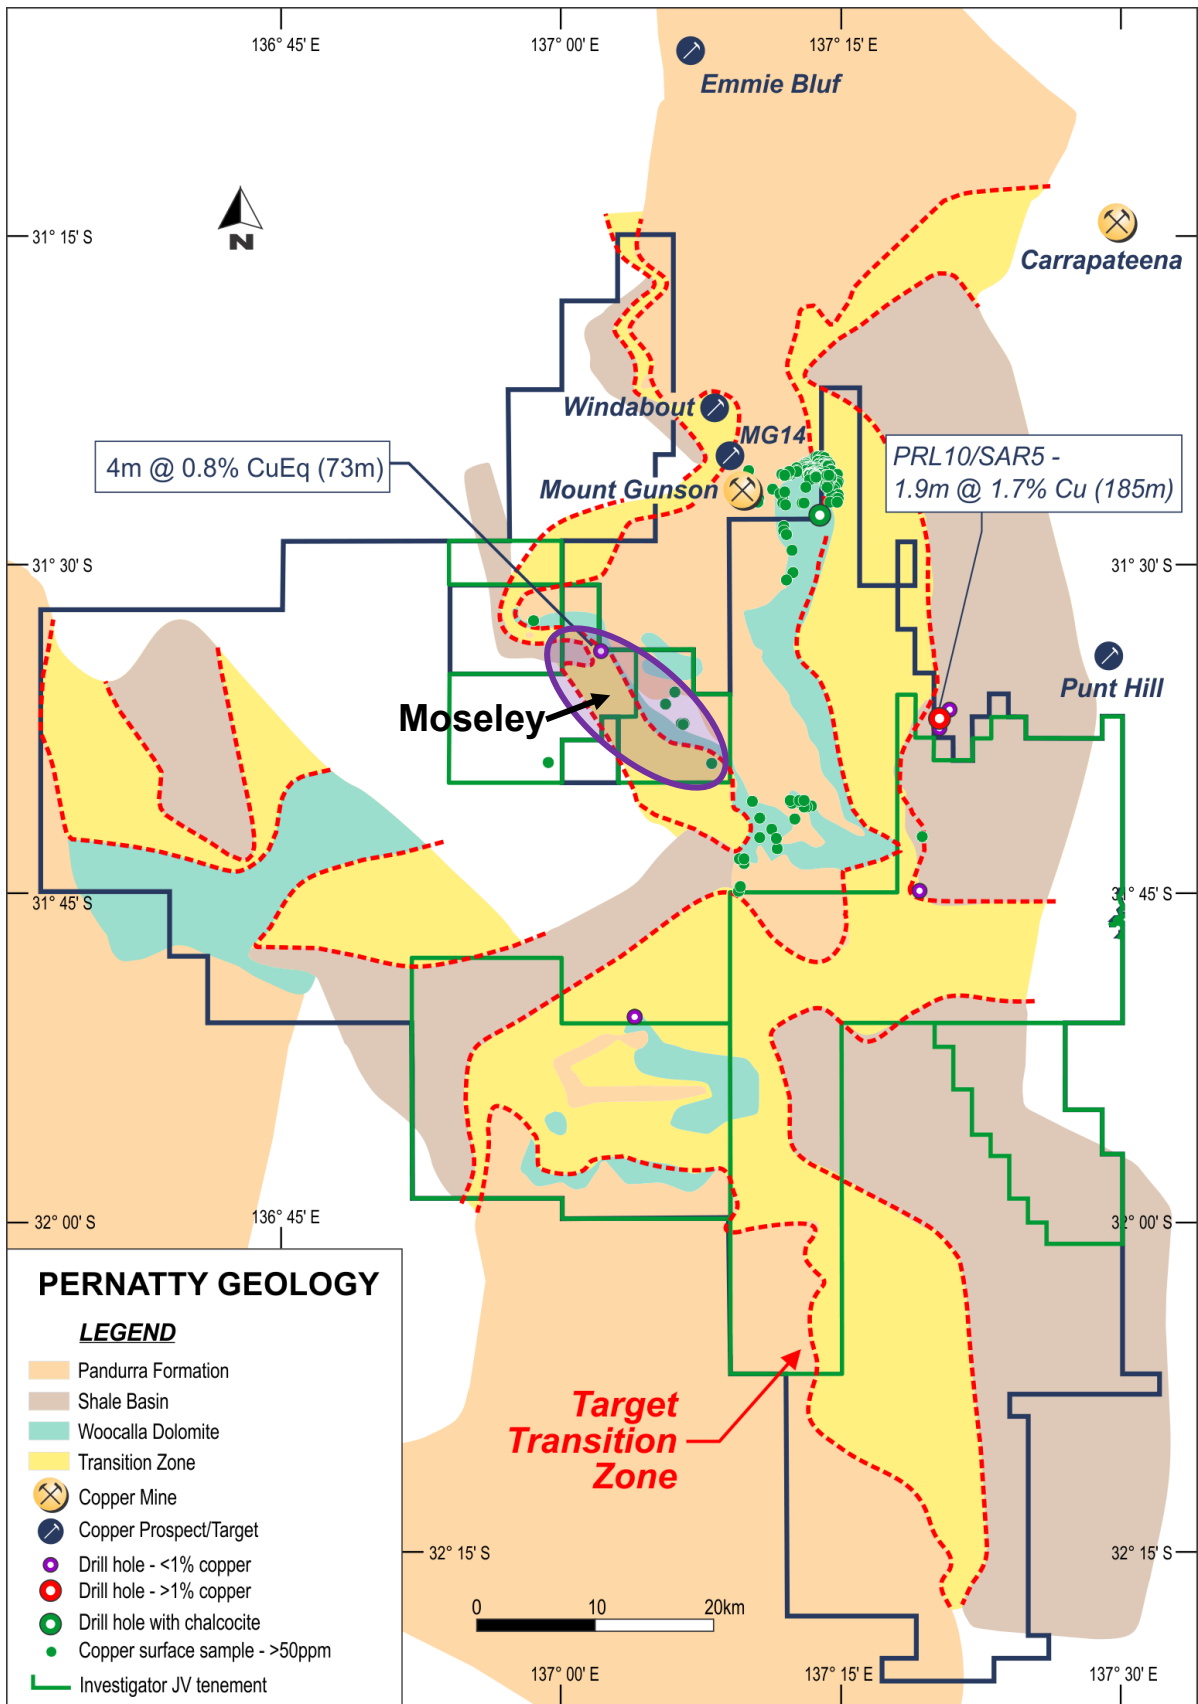 136° 45' E
137° 00' E
137° 15' E
Emmie Bluf
31° 15' S
N
Carrapateena
Windabout
MG14
4m @ 0.8% CuEq (73m)
PRL10/SAR5 -
1.9m @ 1.7% Cu (185m)
Mount Gunson
31° 30' S
31° 30' S
Punt Hill
Moseley
31° 45' S
° 45' S
136° 45' E
32° 00' S
32° 00' S
PERNATTY GEOLOGY
LEGEND
Pandurra Formation
Shale Basin
Woocalla Dolomite
Transition Zone
Copper Mine
Copper Prospect/Target
Drill hole - <1% copper
Drill hole - >1% copper
Drill hole with chalcocite
Copper surface sample - >50ppm
Investigator JV tenement
Target
Transition
Zone
32° 15' S
32° 15' S
0 10 20km
137° 00' E
137° 15' E
137° 30' E